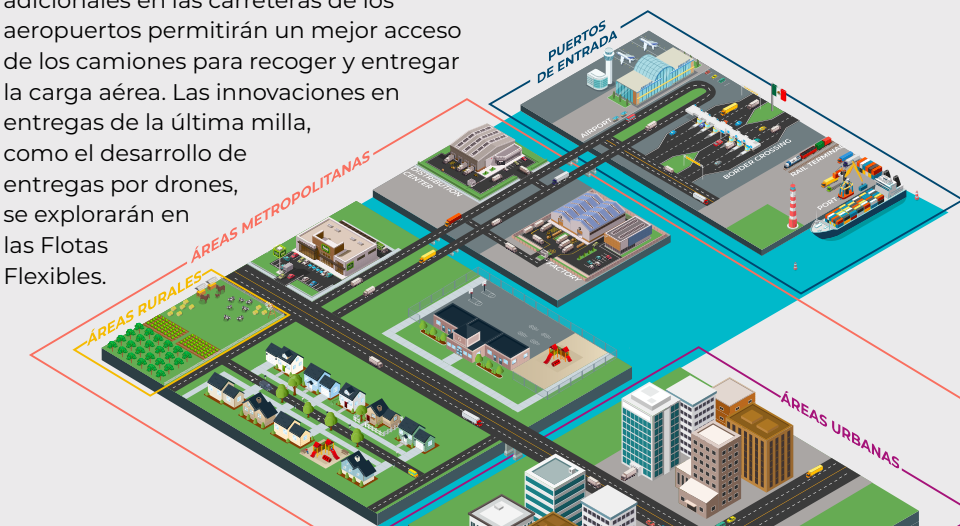 adicionales en las carreteras de los
aeropuertos permitirán un mejor acceso
de los camiones para recoger y entregar
la carga aérea. Las innovaciones en
entregas de la última milla,
como el desarrollo de
entregas por drones,
se explorarán en
las Flotas
Flexibles.
PUERTOS
DE ENTRADA
AIRPORT
BORDER CROSSING
RAIL TERMINAL
PORT
ÁREAS METROPOLITANAS
DISTRIBUTION
CENTER
FACTORY
ÁREAS RURALES
ÁREAS URBANAS